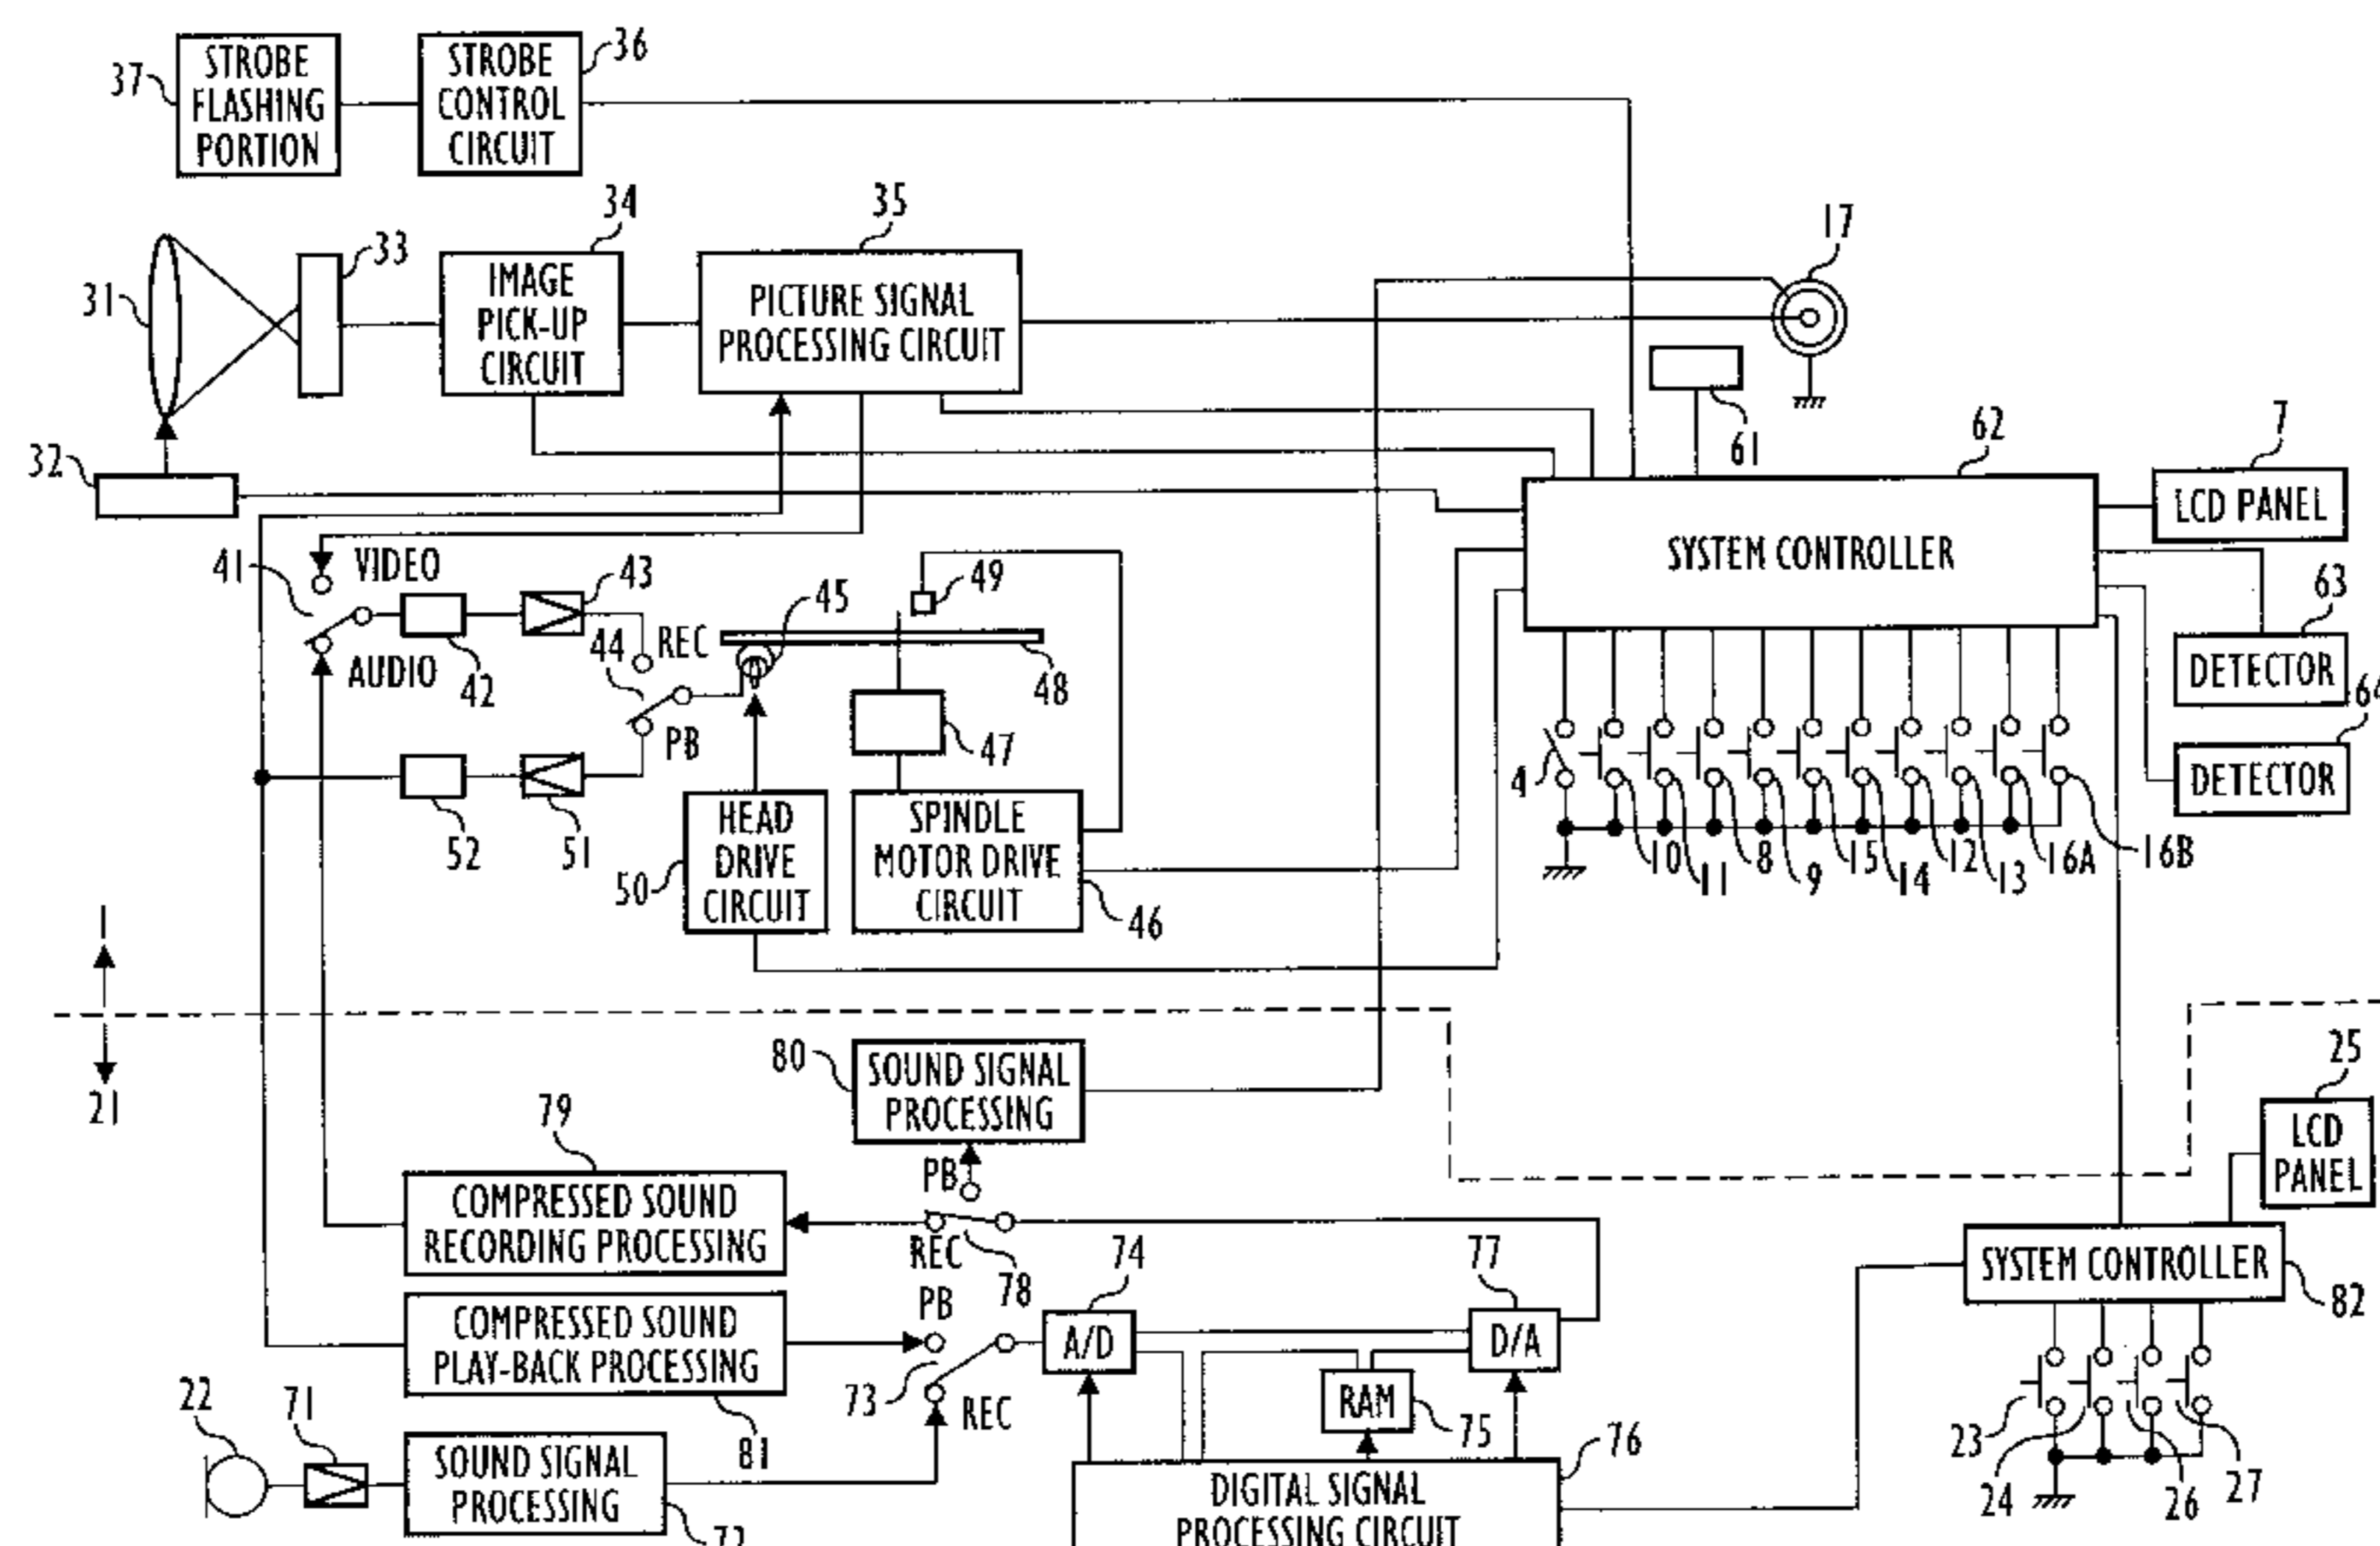 STROBE
FLASHING
PORTION
37
STROBE
CONTROL
CIRCUIT
36
31
33
34
IMAGE
PICK-UP
CIRCUIT
35
PICTURE SIGNAL
PROCESSING CIRCUIT
17
61
62
SYSTEM CONTROLLER
7
LCD PANEL
63
DETECTOR
64
DETECTOR
32
41
VIDEO
AUDIO
42
43
44
REC
PB
45
49
48
47
52
51
50
HEAD
DRIVE
CIRCUIT
SPINDLE
MOTOR DRIVE
CIRCUIT
46
4
10
11
8
9
15
14
12
13
16A
16B
1
21
80
SOUND SIGNAL
PROCESSING
25
LCD
PANEL
79
COMPRESSED SOUND
RECORDING PROCESSING
PB
REC
78
74
A/D
77
D/A
SYSTEM CONTROLLER
82
COMPRESSED SOUND
PLAY-BACK PROCESSING
81
PB
73
REC
RAM
75
22
71
SOUND SIGNAL
PROCESSING
72
76
DIGITAL SIGNAL
PROCESSING CIRCUIT
23
24
26
27